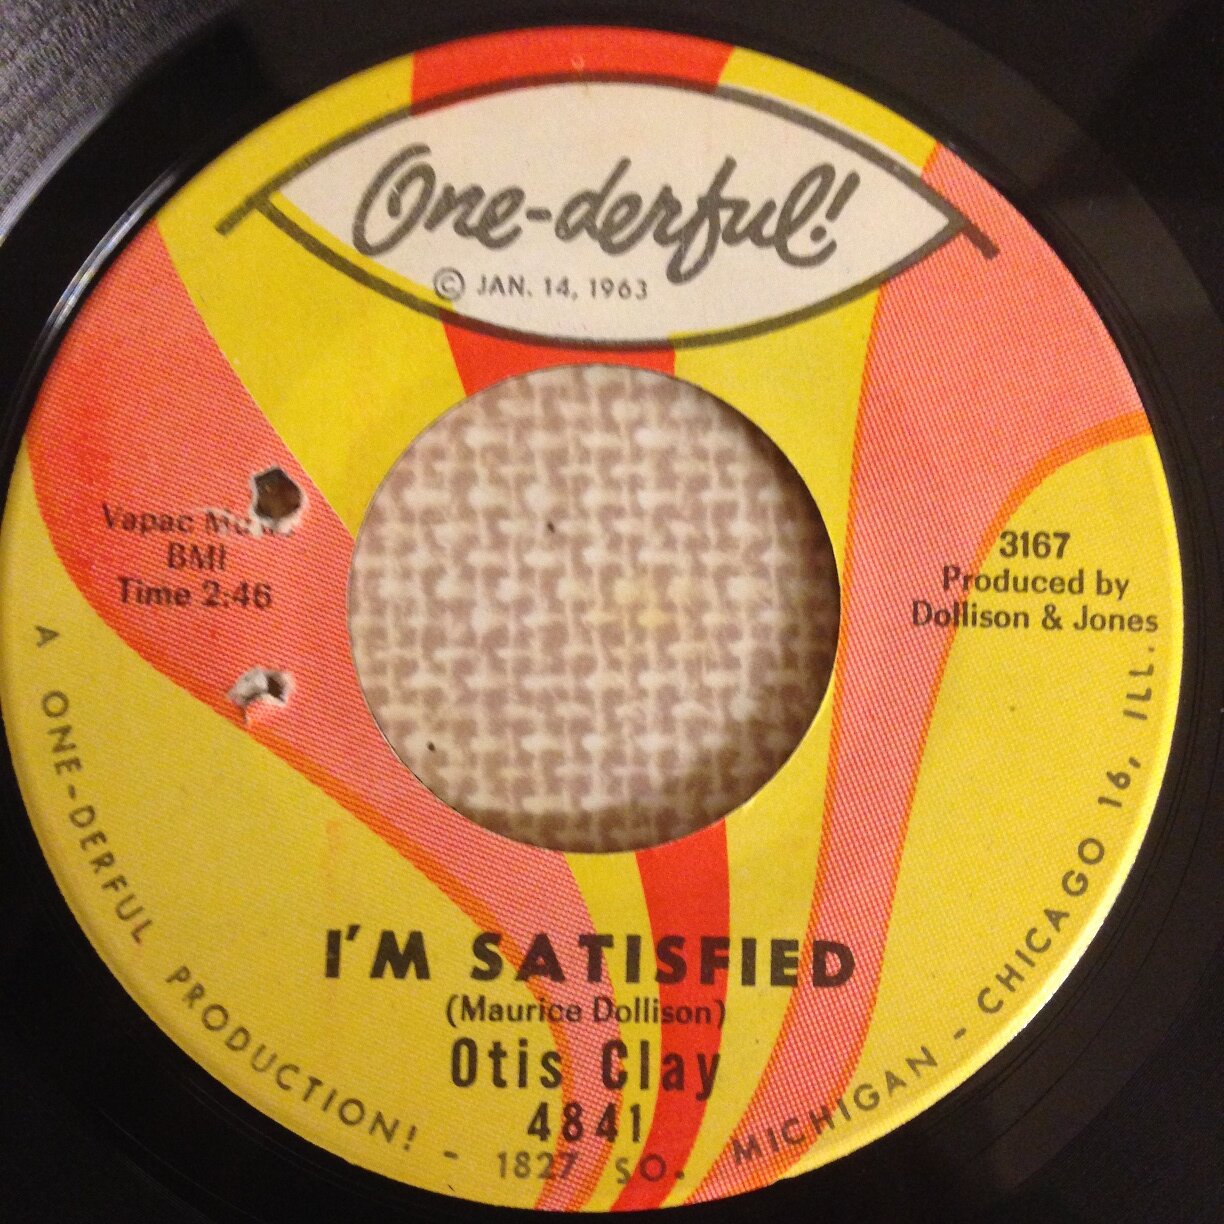 One-derful!
© JAN. 14, 1963
Vapac
BMI
Time 2:46
3167
Produced by
Dollison & Jones
I'M SATISFIED
(Maurice Dollison)
Otis Clay
4841
A ONE-DERFUL PRODUCTION! - 1827 SO. MICHIGAN - CHICAGO 16, ILL.